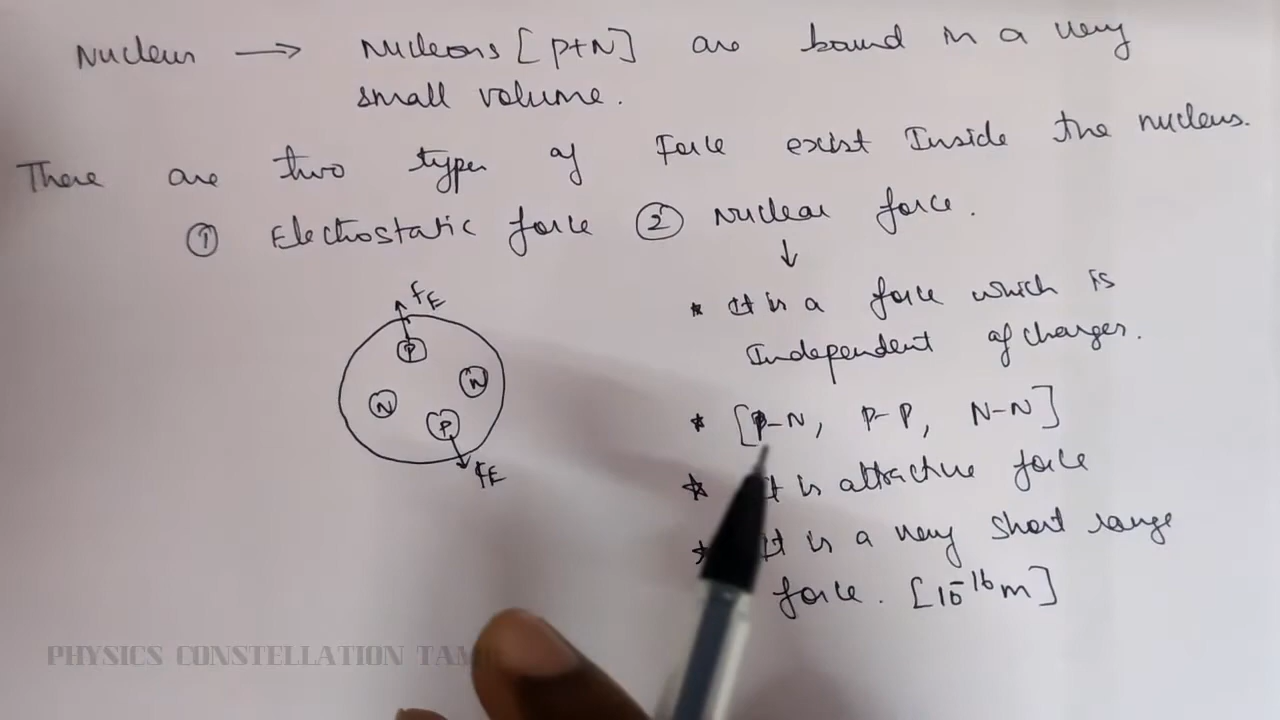 Nucleus → Nucleons [P+N] are bound in a very
small volume.
There are two types of Force exist Inside the nucleus.
① Electrostatic force ② Nuclear force.
↓
* It is a force which is
Independent of charges.
* [P-N, P-P, N-N]
* It is attractive force
* It is a very short range
force. [10⁻¹⁶m]
FE
P
N
N
P
FE
PHYSICS CONSTELLATION